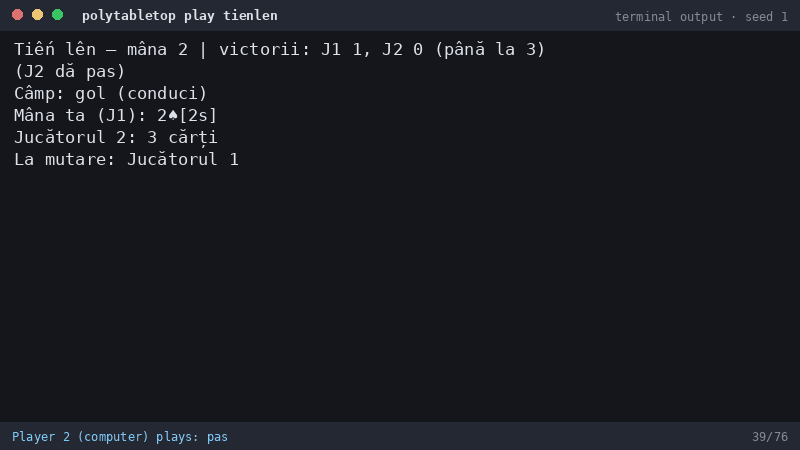 polytabletop play tienlen
terminal output · seed 1
Tiến lên — mâna 2 | victorii: J1 1, J2 0 (până la 3)
(J2 dă pas)
Câmp: gol (conduci)
Mâna ta (J1): 2♠[2s]
Jucătorul 2: 3 cărți
La mutare: Jucătorul 1
Player 2 (computer) plays: pas
39/76